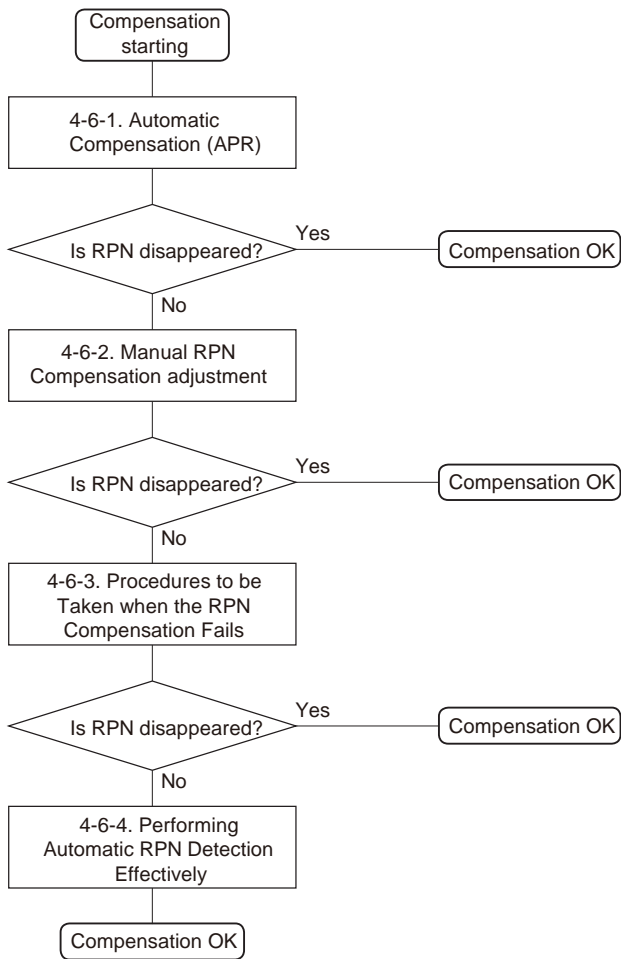 Compensation
starting
4-6-1. Automatic
Compensation (APR)
Is RPN disappeared?
Yes
Compensation OK
No
4-6-2. Manual RPN
Compensation adjustment
Is RPN disappeared?
Yes
Compensation OK
No
4-6-3. Procedures to be
Taken when the RPN
Compensation Fails
Is RPN disappeared?
Yes
Compensation OK
No
4-6-4. Performing
Automatic RPN Detection
Effectively
Compensation OK